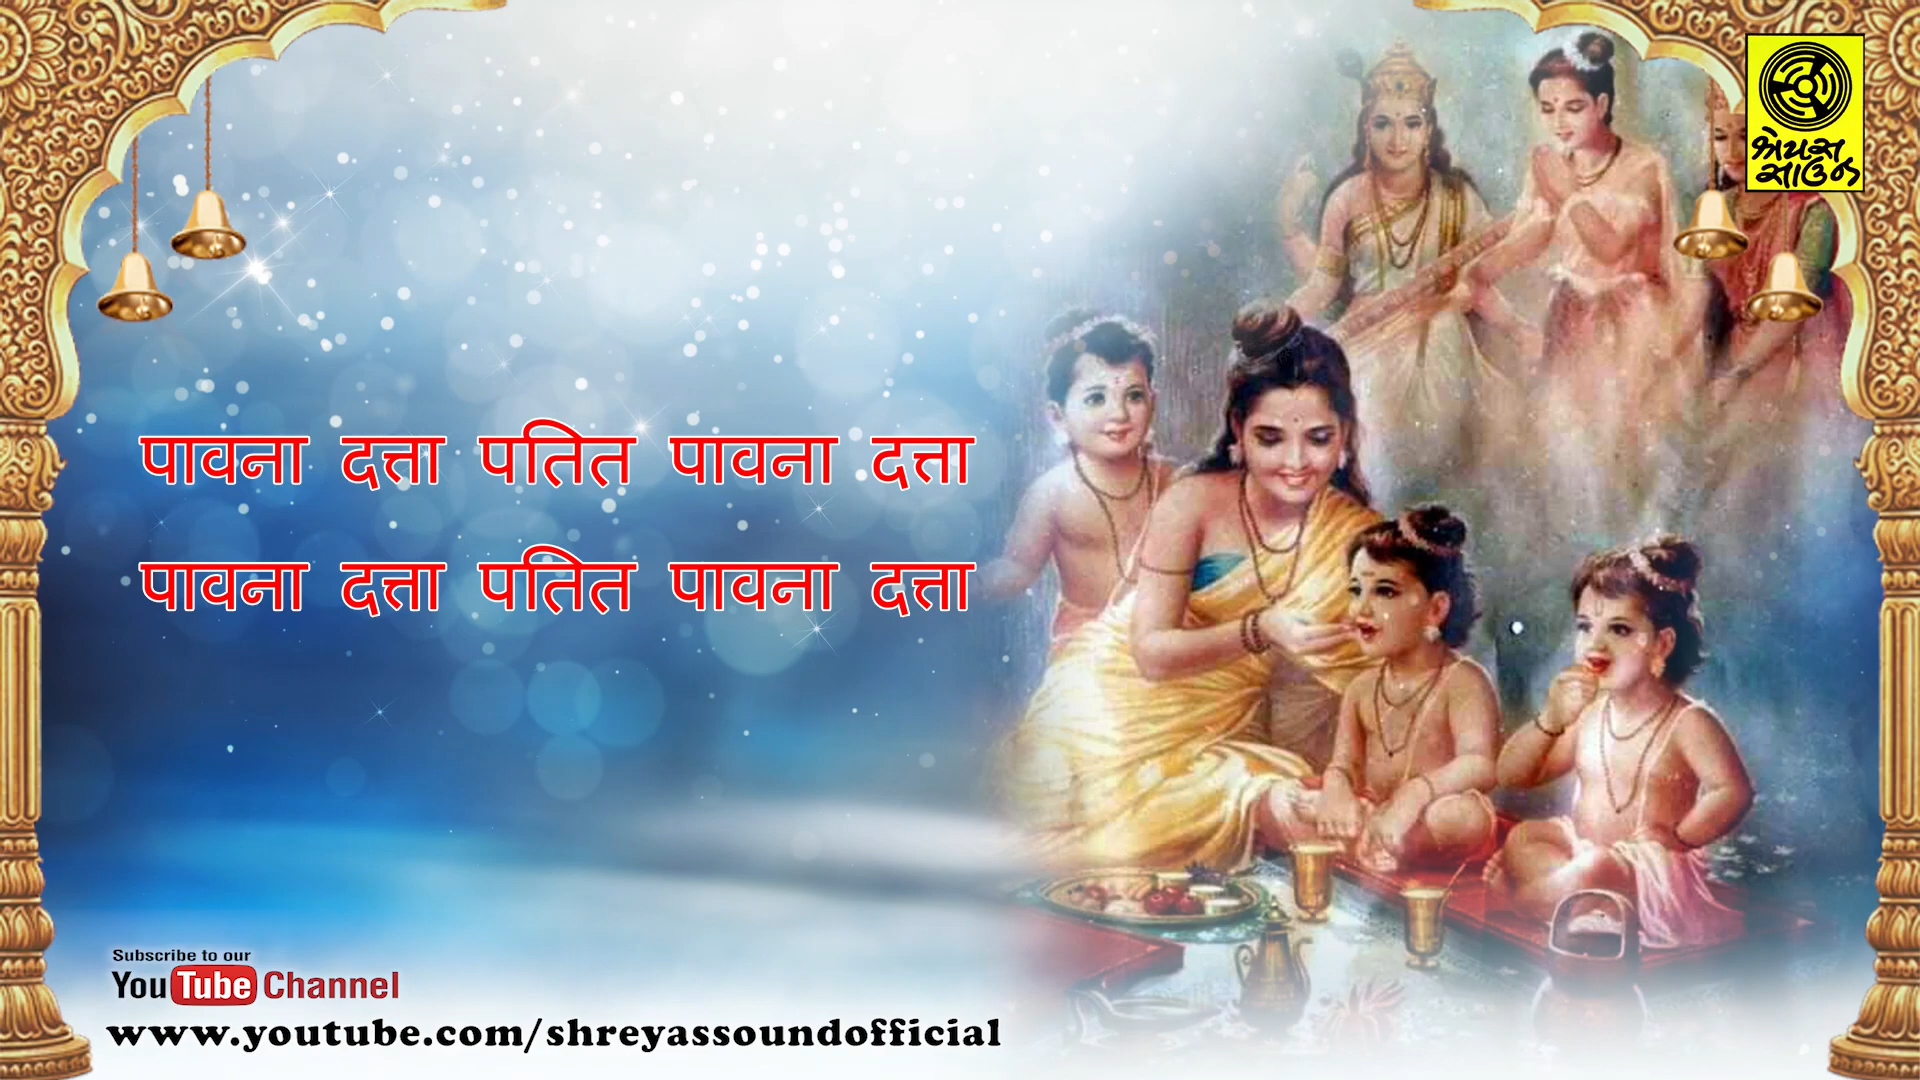 શ્રેયસ
સાઉન્ડ
पावना दत्ता पतित पावना दत्ता
पावना दत्ता पतित पावना दत्ता
Subscribe to our
YouTube Channel
www.youtube.com/shreyassoundofficial